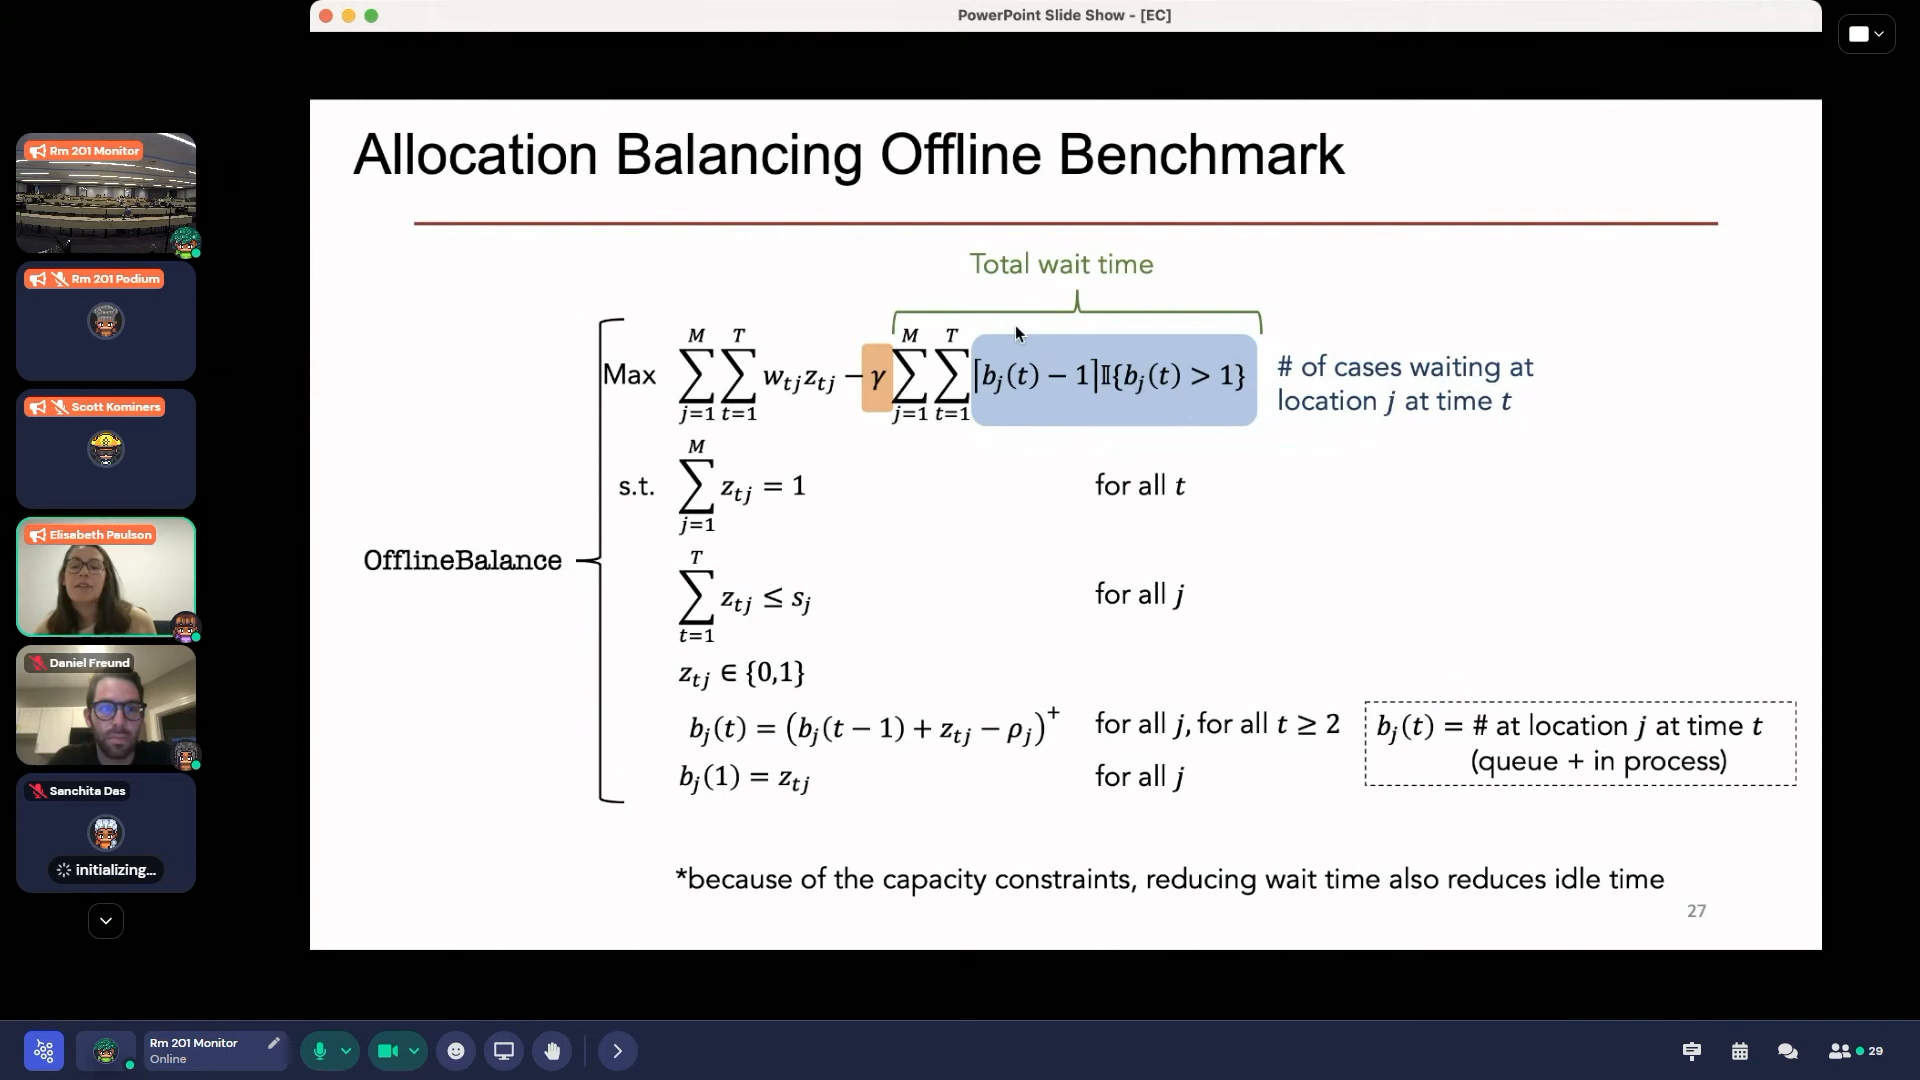 PowerPoint Slide Show - [EC]
Rm 201 Monitor
Rm 201 Podium
Scott Kominers
Elisabeth Paulson
Daniel Freund
Sanchita Das
initializing...
Allocation Balancing Offline Benchmark
Total wait time
Max ∑_{j=1}^{M} ∑_{t=1}^{T} w_{tj} z_{tj} − γ ∑_{j=1}^{M} ∑_{t=1}^{T} ⌈b_j(t) − 1⌉𝕀{b_j(t) > 1}
# of cases waiting at
location j at time t
s.t. ∑_{j=1}^{M} z_{tj} = 1 for all t
OfflineBalance
∑_{t=1}^{T} z_{tj} ≤ s_j for all j
z_{tj} ∈ {0,1}
b_j(t) = (b_j(t − 1) + z_{tj} − ρ_j)^+ for all j, for all t ≥ 2
b_j(1) = z_{tj} for all j
b_j(t) = # at location j at time t
(queue + in process)
*because of the capacity constraints, reducing wait time also reduces idle time
27
Rm 201 Monitor
Online
29